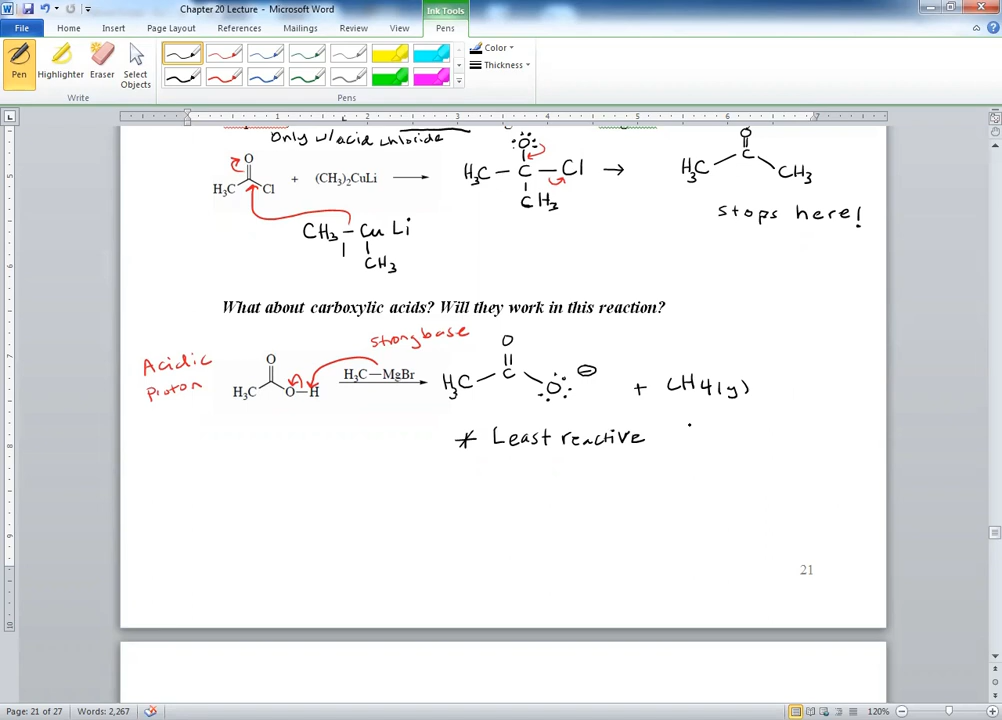 Chapter 20 Lecture - Microsoft Word
Ink Tools
File Home Insert Page Layout References Mailings Review View Pens
Pen Highlighter Eraser Select Objects
Color
Thickness
Write
Pens
Only w/acid chloride
O
H3C Cl + (CH3)2CuLi
O
H3C C Cl
CH3
O
H3C C CH3
stops here!
CH3 Cu Li
CH3
What about carboxylic acids? Will they work in this reaction?
strong base
Acidic
Proton
O
H3C O H
H3C MgBr
O
H3C C O
+ CH4(g)
* Least reactive
21
Page: 21 of 27 Words: 2,267 120%